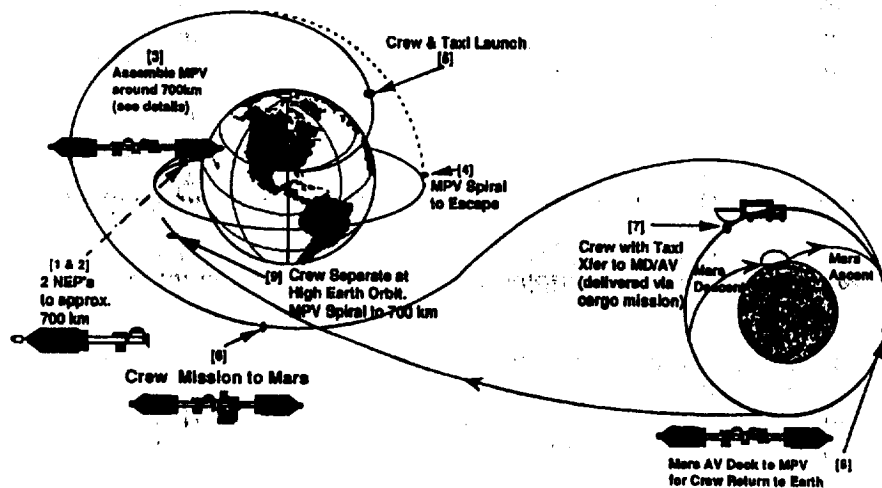 [3]
Assemble MPV
around 700km
(see details)
Crew & Taxi Launch
[5]
[4]
MPV Spiral
to Escape
[1 & 2]
2 NEP's
to approx.
700 km
[9] Crew Separate at
High Earth Orbit.
MPV Spiral to 700 km
[6]
Crew Mission to Mars
[7]
Crew with Taxi
Xfer to MD/AV
(delivered via
cargo mission)
Mars
Descent
Mars
Ascent
Mars AV Dock to MPV
for Crew Return to Earth
[8]